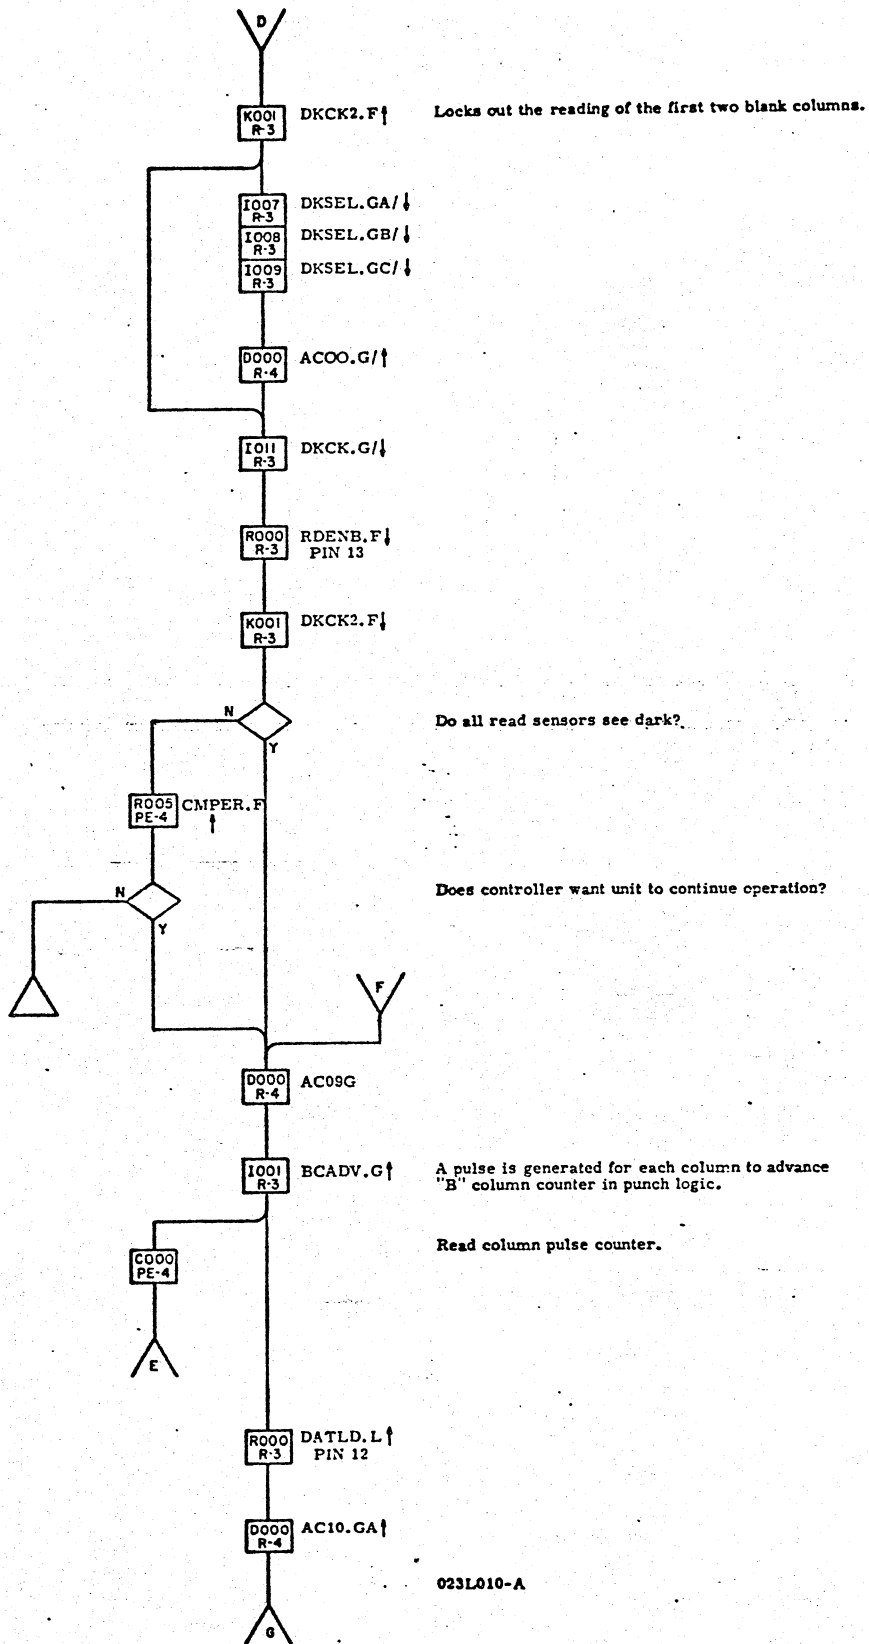 D
K001 DKCK2.F↑ Locks out the reading of the first two blank columns.
R-3
I007 DKSEL.GA/↓
R-3
I008 DKSEL.GB/↓
R-3
I009 DKSEL.GC/↓
R-3
D000 AC00.G/↑
R-4
I011 DKCK.G/↓
R-3
R000 RDENB.F↓
R-3 PIN 13
K001 DKCK2.F↓
R-3
N
Y
Do all read sensors see dark?
R005 CMPER.F
PE-4 ↑
N
Y
Does controller want unit to continue operation?
F
D000 AC09G
R-4
I001 BCADV.G↑ A pulse is generated for each column to advance
R-3 "B" column counter in punch logic.
Read column pulse counter.
C000
PE-4
E
R000 DATLD.L↑
R-3 PIN 12
D000 AC10.GA↑
R-4
023L010-A
G